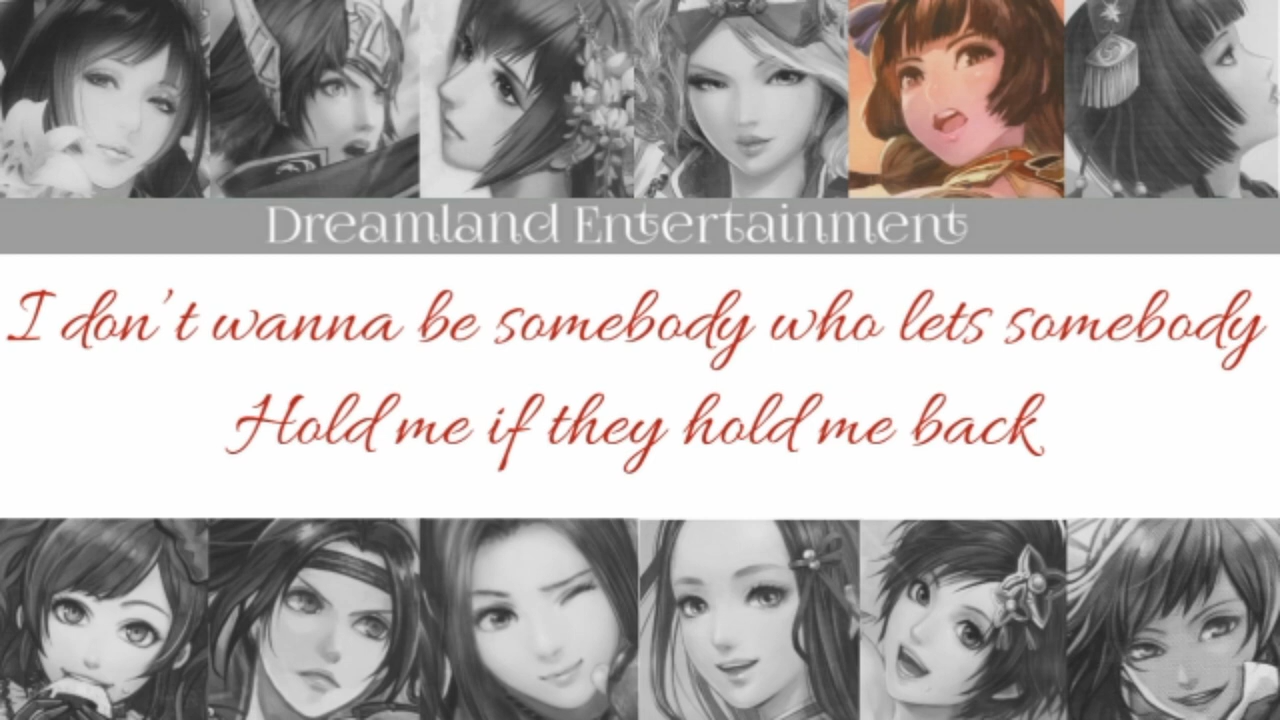 Dreamland Entertainment
I don't wanna be somebody who lets somebody
Hold me if they hold me back